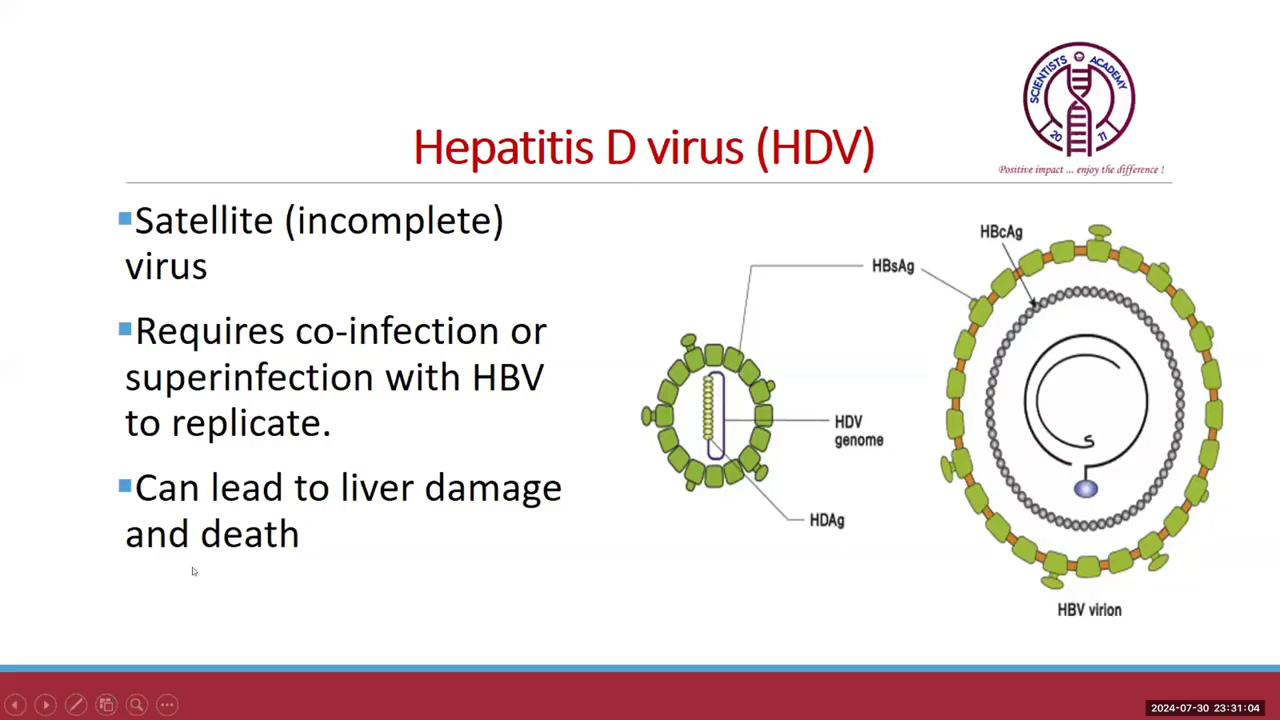 SCIENTISTS ACADEMY
20 17
Positive impact ... enjoy the difference !
Hepatitis D virus (HDV)
Satellite (incomplete)
virus
Requires co-infection or
superinfection with HBV
to replicate.
Can lead to liver damage
and death
HBcAg
HBsAg
HDV
genome
HDAg
HBV virion
2024-07-30 23:31:04